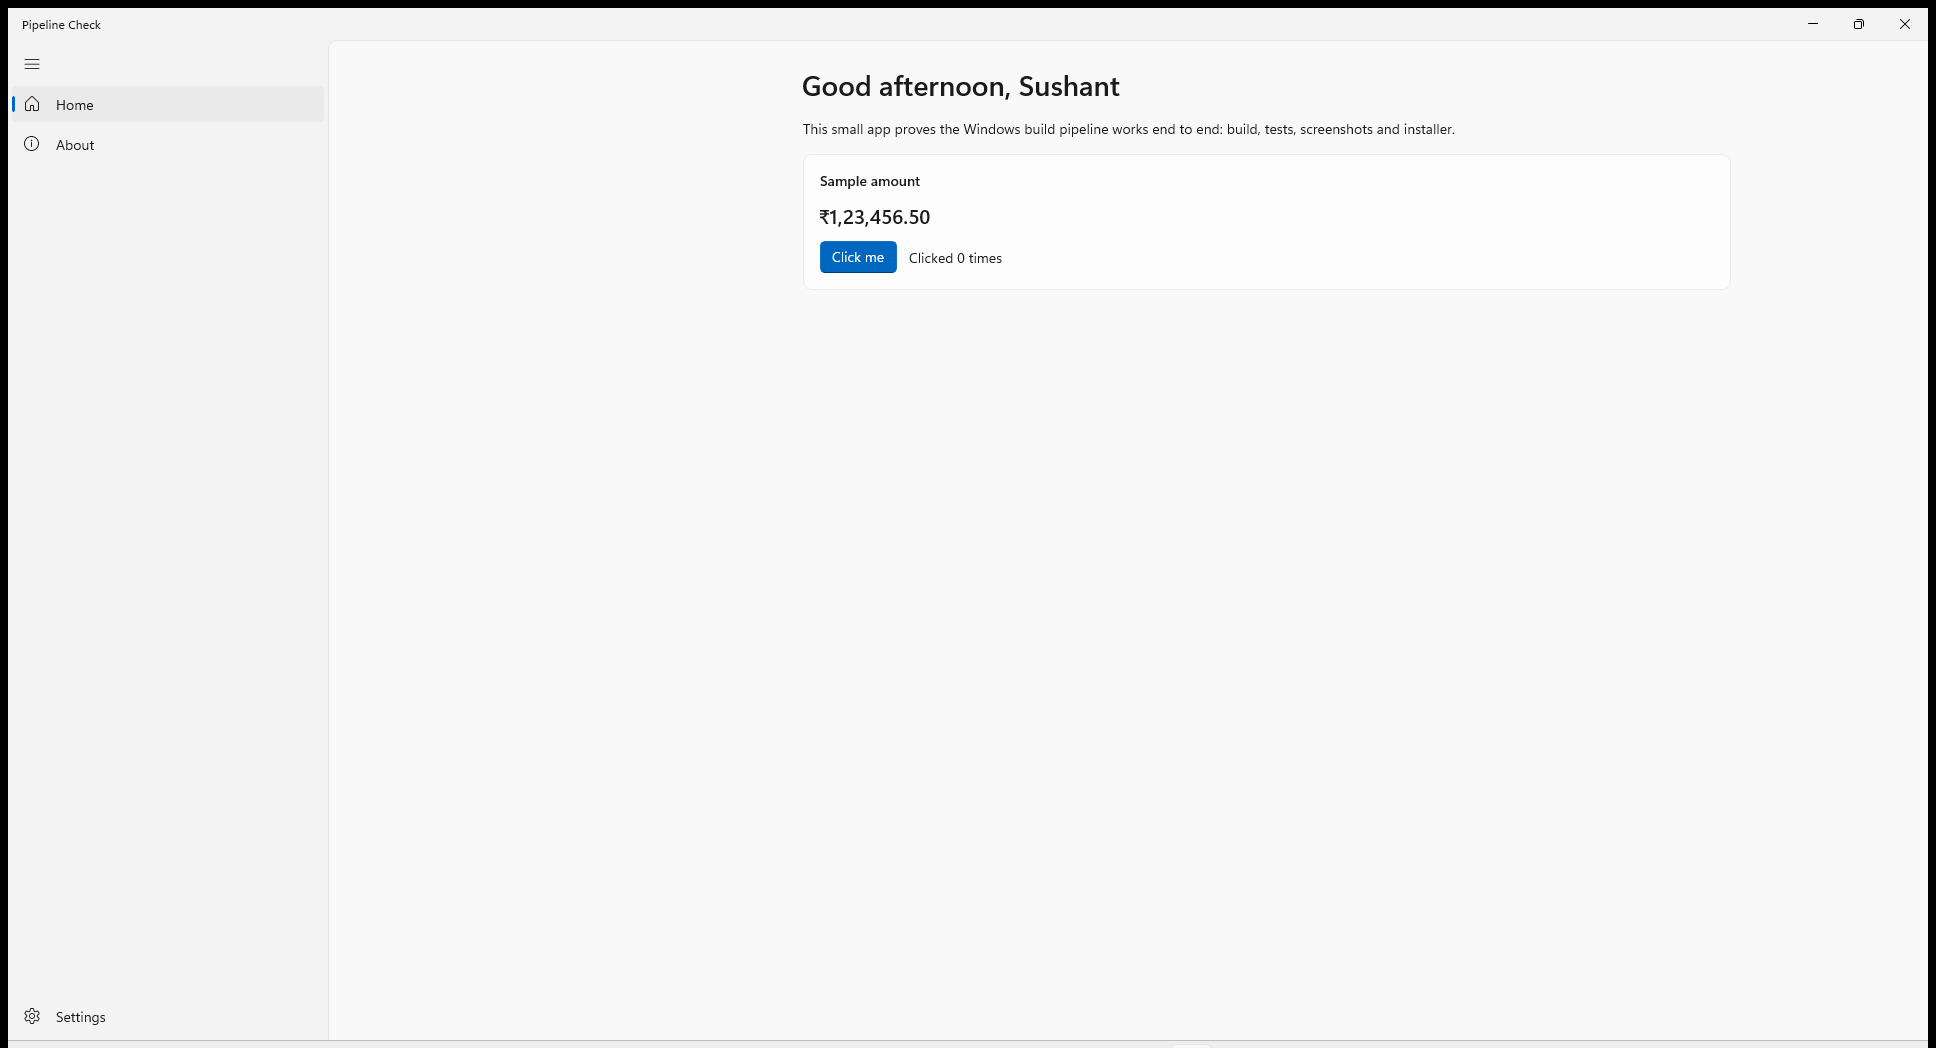 Pipeline Check
Home
About
Good afternoon, Sushant
This small app proves the Windows build pipeline works end to end: build, tests, screenshots and installer.
Sample amount
₹1,23,456.50
Click me
Clicked 0 times
Settings